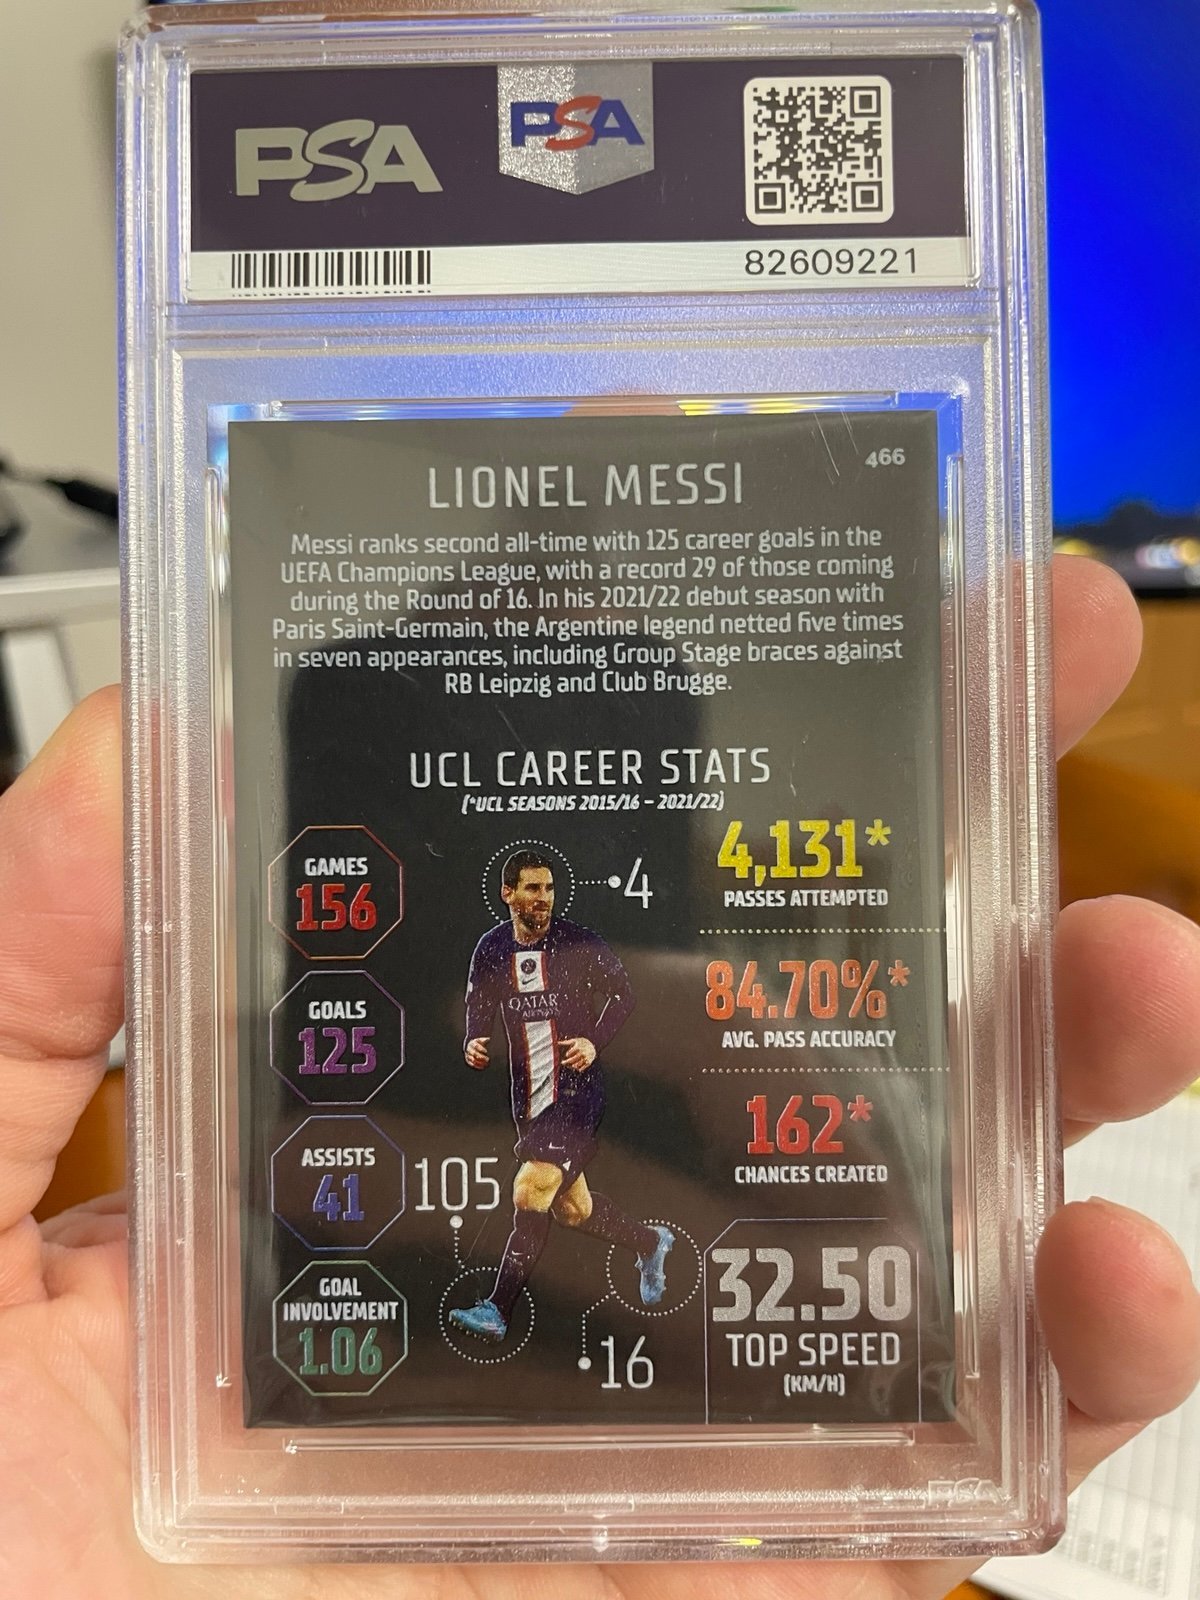 PSA
PSA
82609221
466
LIONEL MESSI
Messi ranks second all-time with 125 career goals in the
UEFA Champions League, with a record 29 of those coming
during the Round of 16. In his 2021/22 debut season with
Paris Saint-Germain, the Argentine legend netted five times
in seven appearances, including Group Stage braces against
RB Leipzig and Club Brugge.
UCL CAREER STATS
(*UCL SEASONS 2015/16 – 2021/22)
GAMES
156
GOALS
125
ASSISTS
41
GOAL
INVOLVEMENT
1.06
4
QATAR
105
16
4,131*
PASSES ATTEMPTED
84.70%*
AVG. PASS ACCURACY
162*
CHANCES CREATED
32.50
TOP SPEED
(KM/H)
PSA